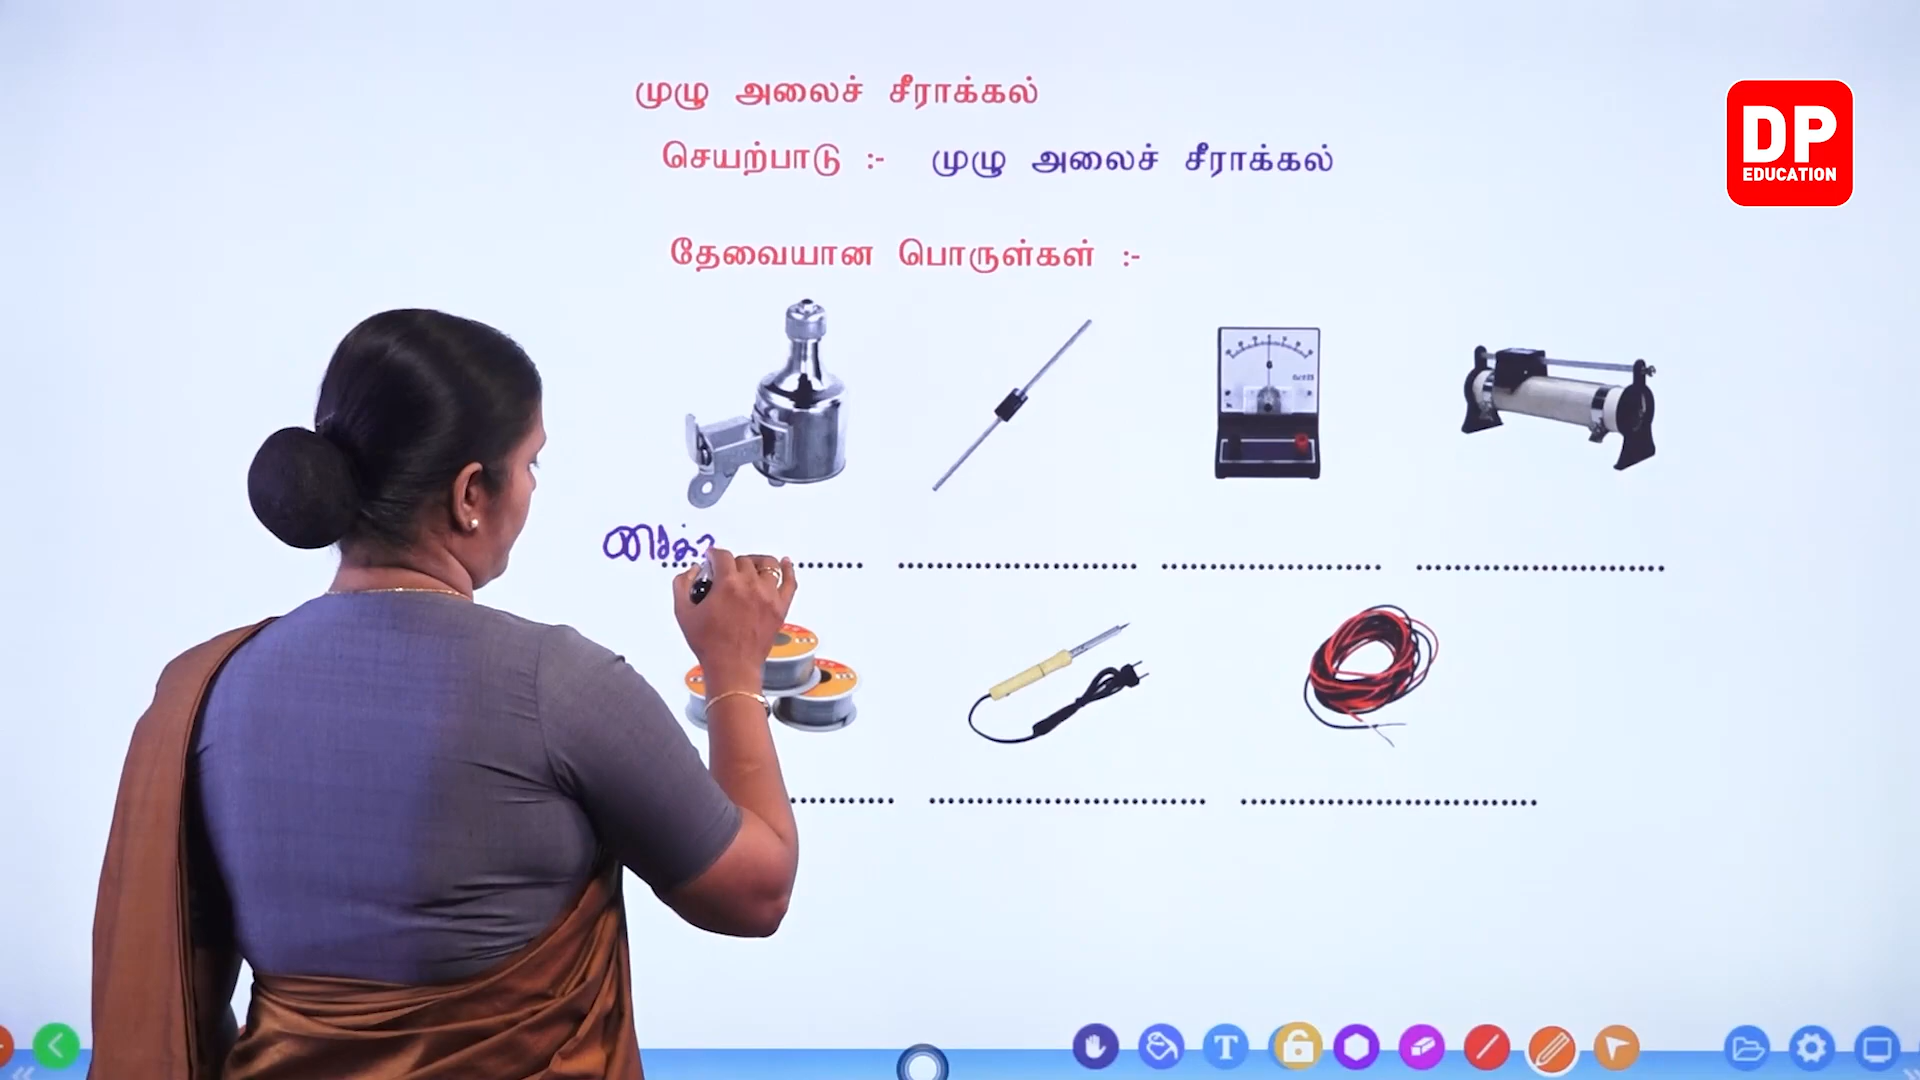 முழு அலைச் சீராக்கல்
செயற்பாடு :- முழு அலைச் சீராக்கல்
DP
EDUCATION
தேவையான பொருள்கள் :-